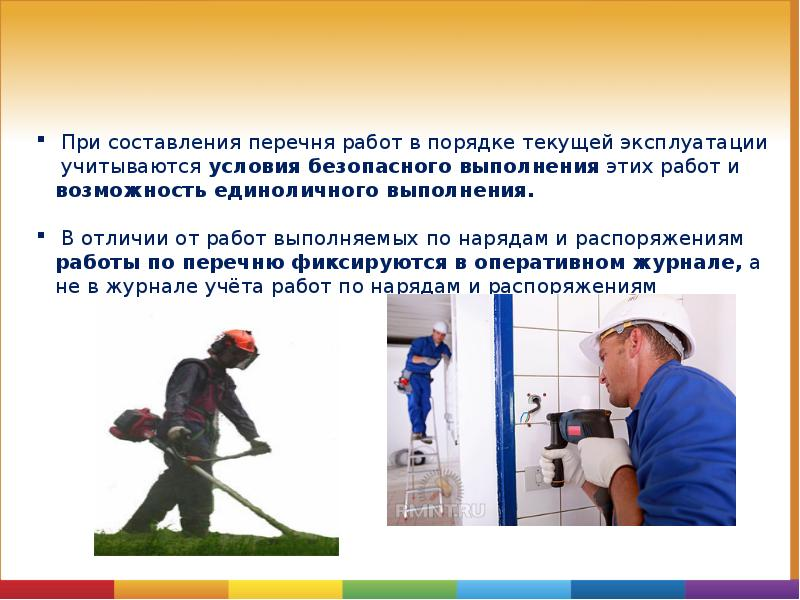 ▪ При составления перечня работ в порядке текущей эксплуатации
учитываются условия безопасного выполнения этих работ и
возможность единоличного выполнения.
▪ В отличии от работ выполняемых по нарядам и распоряжениям
работы по перечню фиксируются в оперативном журнале, а
не в журнале учёта работ по нарядам и распоряжениям
RMNT.RU